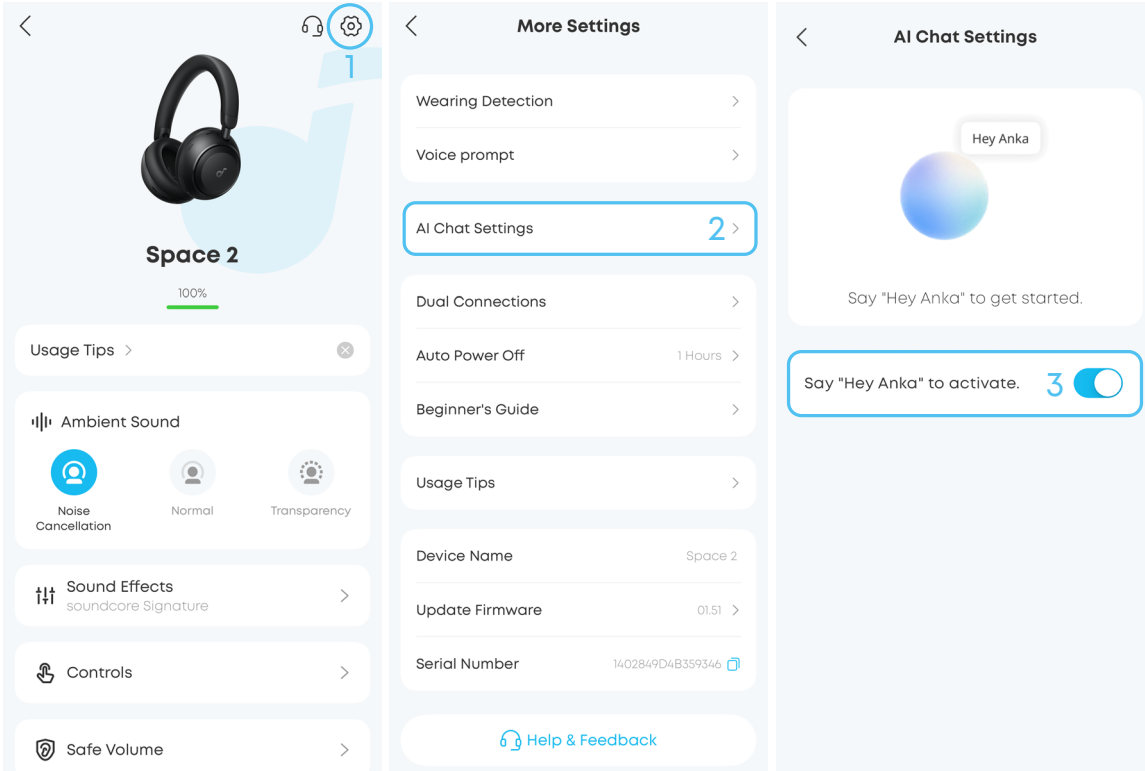 1
Space 2
100%
Usage Tips
Ambient Sound
Noise
Cancellation
Normal
Transparency
Sound Effects
soundcore Signature
Controls
Safe Volume
More Settings
Wearing Detection
Voice prompt
AI Chat Settings 2
Dual Connections
Auto Power Off 1 Hours
Beginner's Guide
Usage Tips
Device Name Space 2
Update Firmware 01.51
Serial Number 1402849D4B359346
Help & Feedback
AI Chat Settings
Hey Anka
Say "Hey Anka" to get started.
Say "Hey Anka" to activate. 3